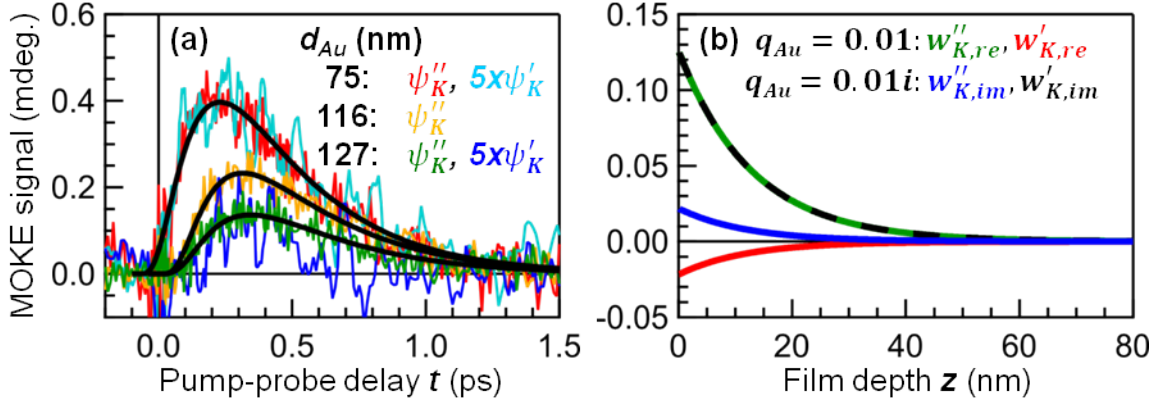 MOKE signal (mdeg.)
0.6
0.4
0.2
0.0
(a)
d_Au (nm)
75: ψ″_K, 5xψ′_K
116: ψ″_K
127: ψ″_K, 5xψ′_K
0.0 0.5 1.0 1.5
Pump-probe delay t (ps)
0.15
0.10
0.05
0.00
-0.05
(b) q_Au = 0.01: w″_K,re, w′_K,re
q_Au = 0.01i: w″_K,im, w′_K,im
0 20 40 60 80
Film depth z (nm)